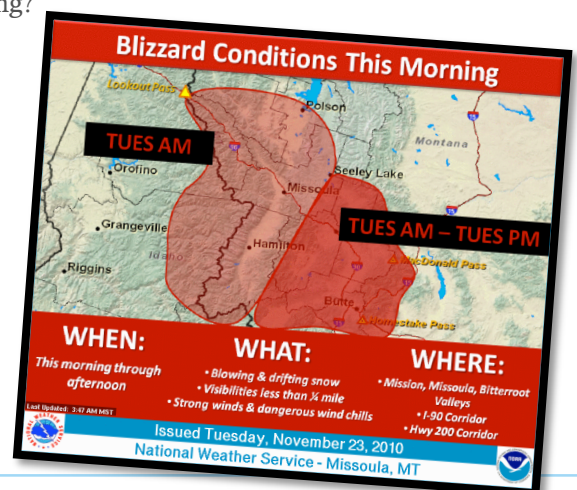 ng?
Blizzard Conditions This Morning
Lookout Pass
Polson
TUES AM
Montana
Orofino
Seeley Lake
Missoula
TUES AM – TUES PM
Grangeville
Hamilton
Idaho
MacDonald Pass
Riggins
Butte
Homestake Pass
WHEN:
This morning through
afternoon
WHAT:
• Blowing & drifting snow
• Visibilities less than ¼ mile
• Strong winds & dangerous wind chills
WHERE:
• Mission, Missoula, Bitterroot
Valleys
• I-90 Corridor
• Hwy 200 Corridor
Last Updated: 3:47 AM MST
Issued Tuesday, November 23, 2010
National Weather Service - Missoula, MT
NOAA